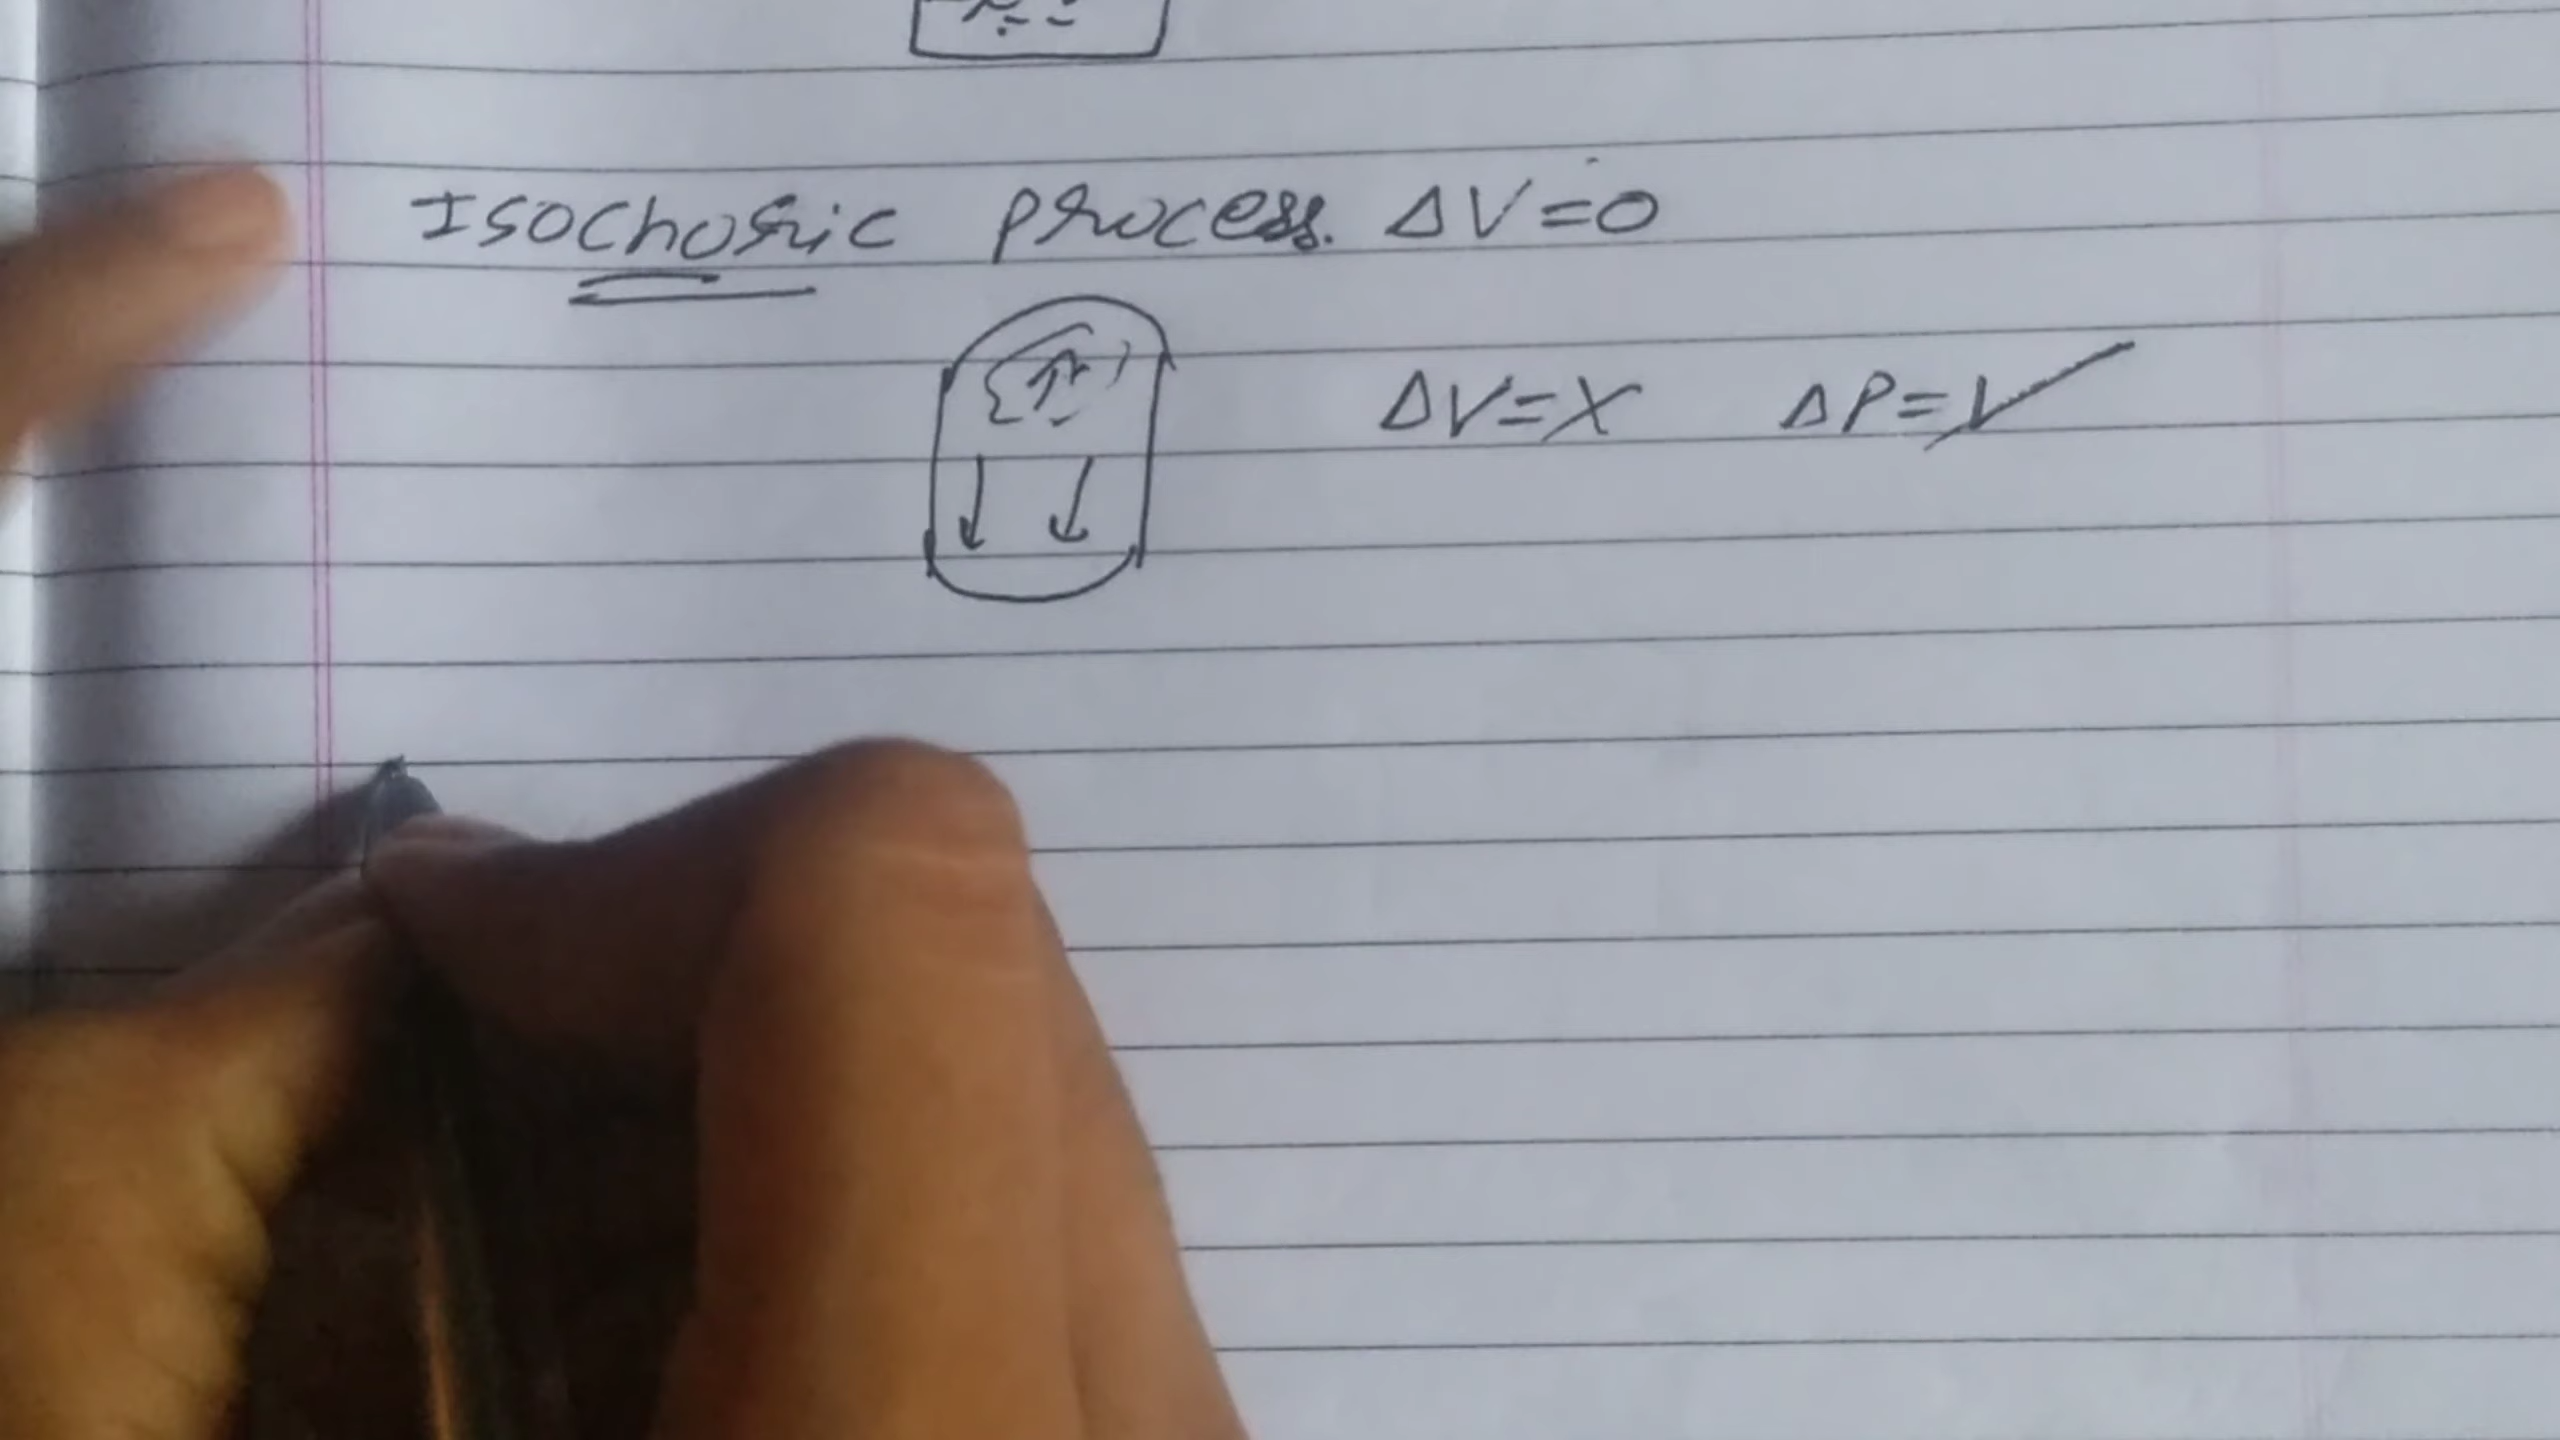 Isochoric process. ΔV=0
ΔV=X ΔP=✓